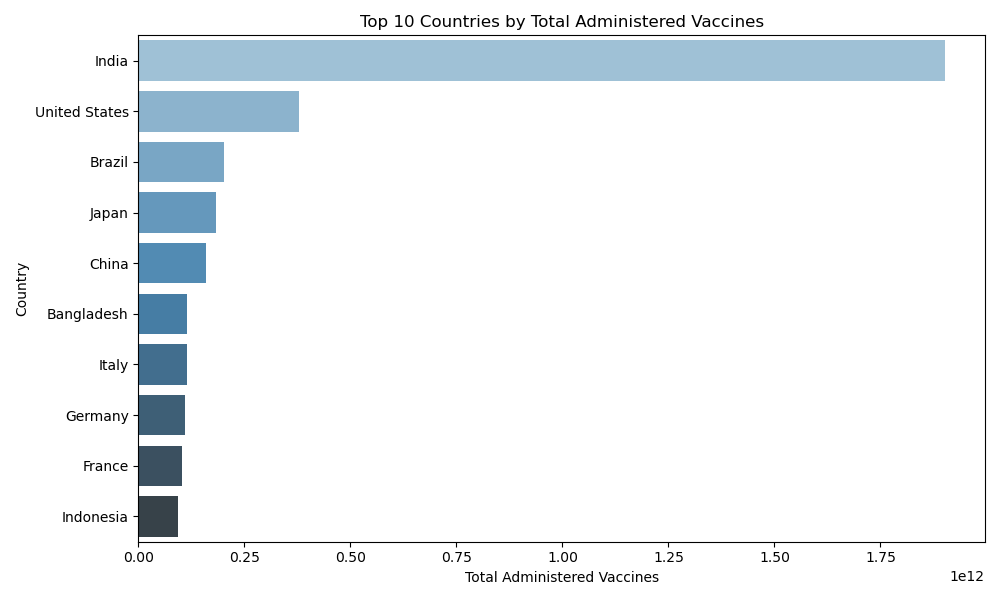 Top 10 Countries by Total Administered Vaccines
Country
India
United States
Brazil
Japan
China
Bangladesh
Italy
Germany
France
Indonesia
0.00 0.25 0.50 0.75 1.00 1.25 1.50 1.75
1e12
Total Administered Vaccines